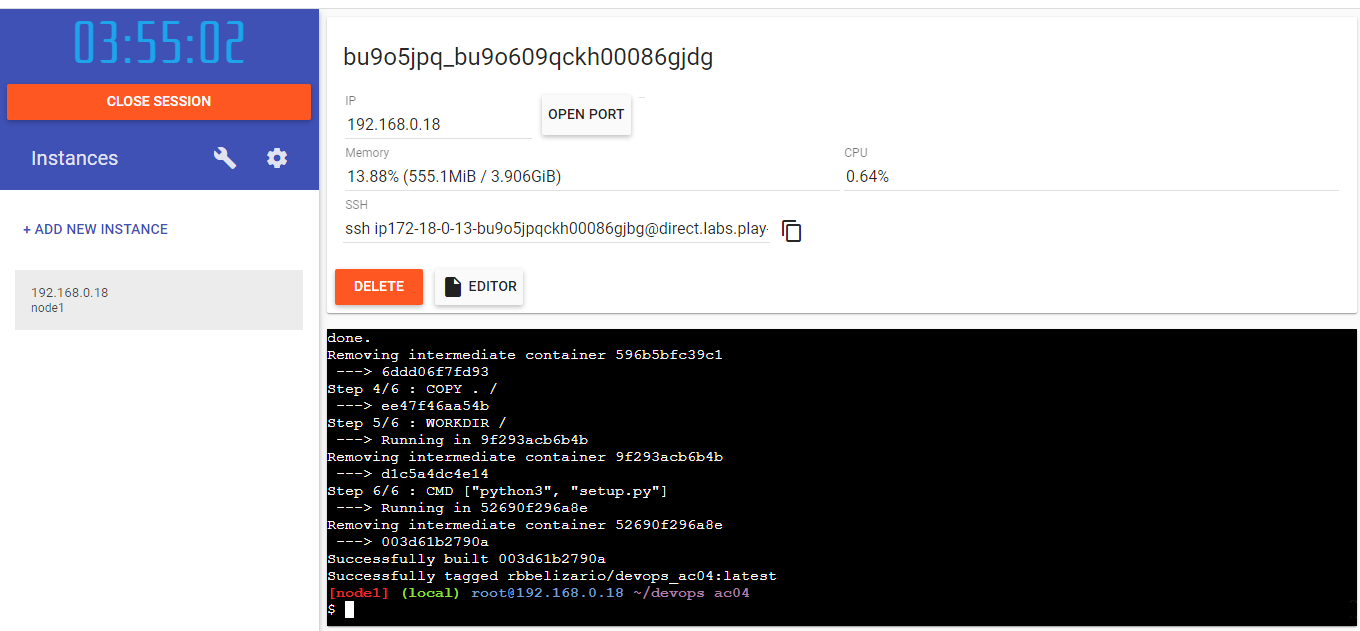 03:55:02
CLOSE SESSION
Instances
+ ADD NEW INSTANCE
192.168.0.18
node1
bu9o5jpq_bu9o609qckh00086gjdg
IP
192.168.0.18
OPEN PORT
Memory
13.88% (555.1MiB / 3.906GiB)
CPU
0.64%
SSH
ssh ip172-18-0-13-bu9o5jpqckh00086gjbg@direct.labs.play-
DELETE
EDITOR
done.
Removing intermediate container 596b5bfc39c1
---> 6ddd06f7fd93
Step 4/6 : COPY . /
---> ee47f46aa54b
Step 5/6 : WORKDIR /
---> Running in 9f293acb6b4b
Removing intermediate container 9f293acb6b4b
---> d1c5a4dc4e14
Step 6/6 : CMD ["python3", "setup.py"]
---> Running in 52690f296a8e
Removing intermediate container 52690f296a8e
---> 003d61b2790a
Successfully built 003d61b2790a
Successfully tagged rbbelizario/devops_ac04:latest
[node1] (local) root@192.168.0.18 ~/devops ac04
$